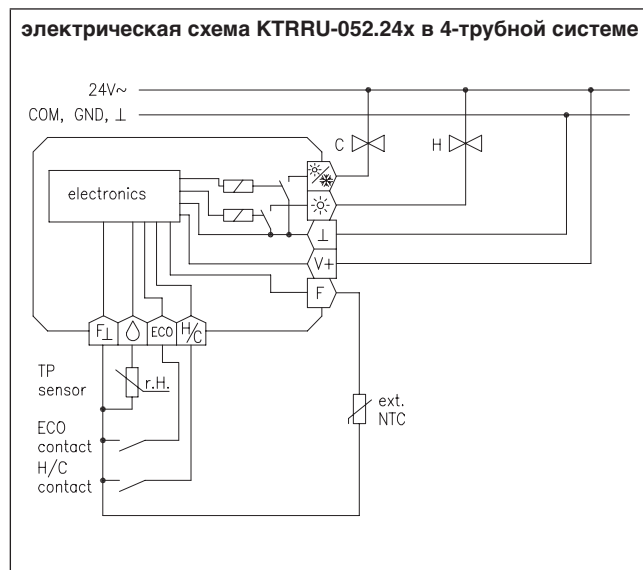 электрическая схема KTRRU-052.24x в 4-трубной системе
24V~
COM, GND, ⊥
C
H
electronics
⊥
V+
F
F⊥
ECO
H/C
TP
sensor
r.H.
ext.
NTC
ECO
contact
H/C
contact